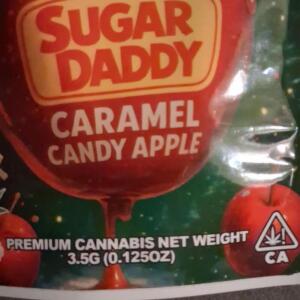 SUGAR
DADDY
CARAMEL
CANDY APPLE
PREMIUM CANNABIS NET WEIGHT
3.5G (0.125OZ)
CA